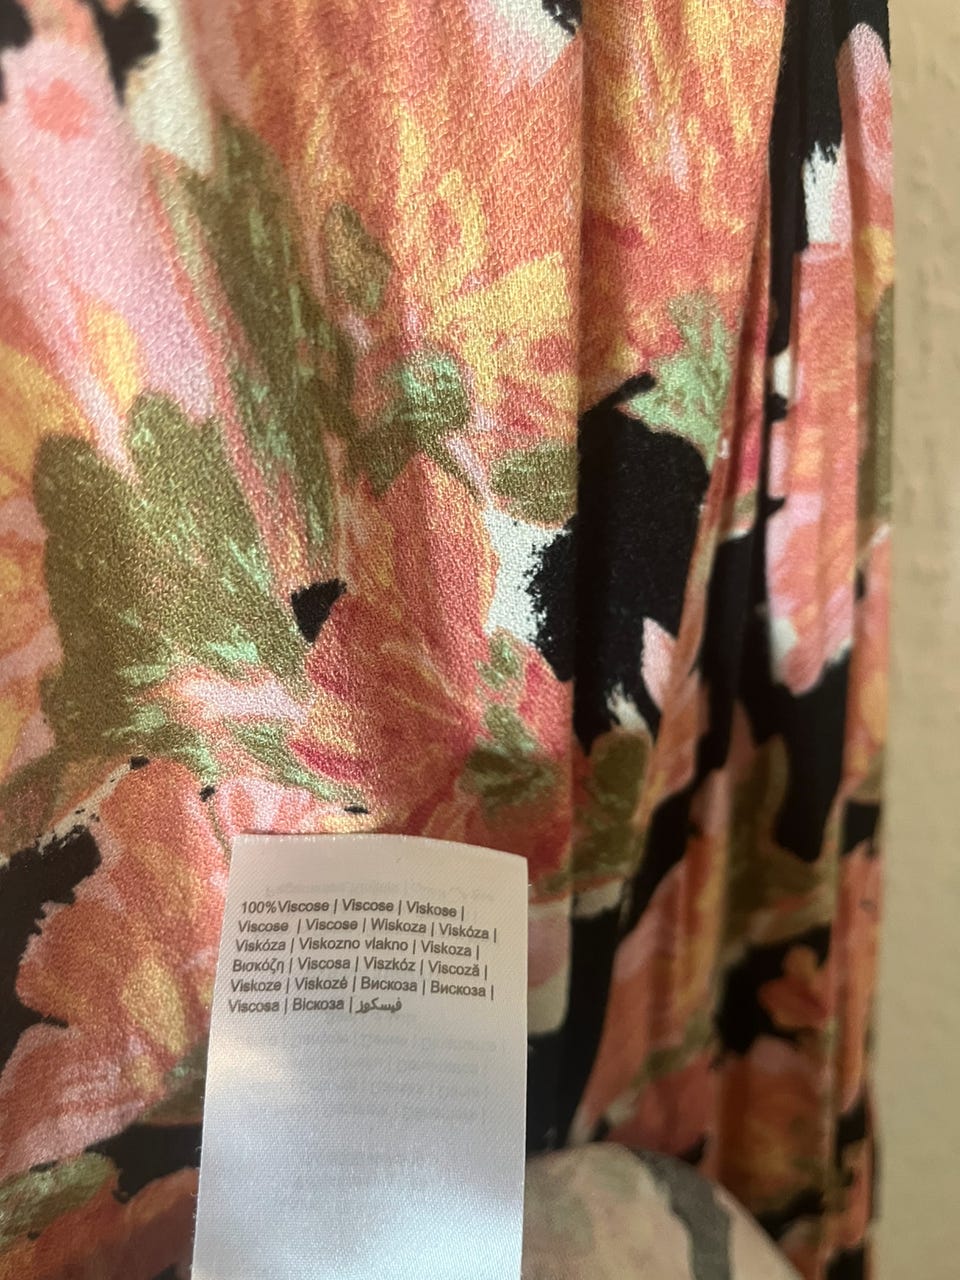 100%Viscose | Viscose | Viskose |
Viscose | Viscose | Wiskoza | Viskóza |
Viskóza | Viskozno vlakno | Viskoza |
Βισκόζη | Viscosa | Viszkóz | Viscoză |
Viskoze | Viskozė | Вискоза | Вискоза |
Viscosa | Віскоза | فيسكوز